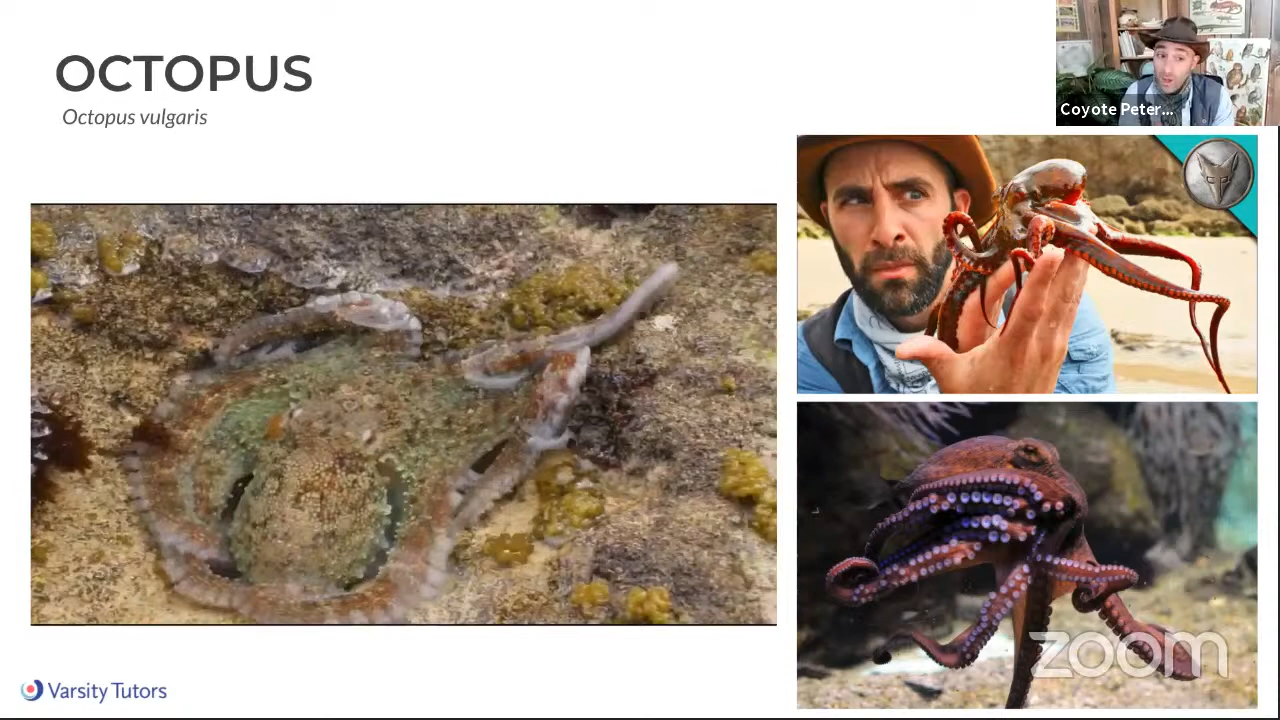 OCTOPUS
Octopus vulgaris
Coyote Peter...
zoom
Varsity Tutors